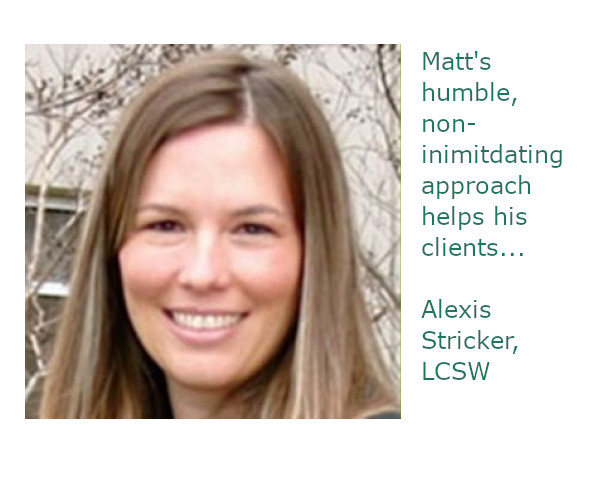 Matt's
humble,
non-
inimitdating
approach
helps his
clients...

Alexis
Stricker,
LCSW